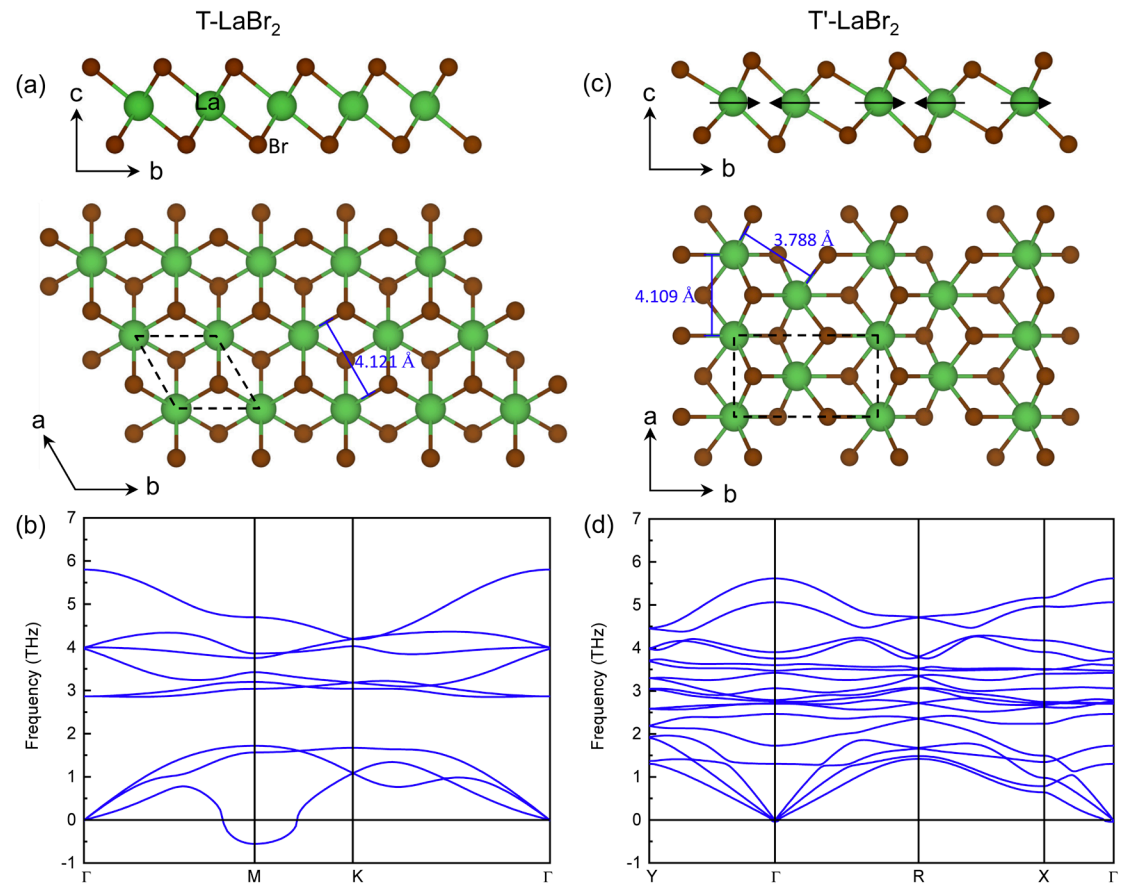 T-LaBr₂
T'-LaBr₂
(a)
c
La
Br
b
(c)
c
b
4.121 Å
a
b
3.788 Å
4.109 Å
a
b
(b)
7
6
5
4
3
2
1
0
-1
Frequency (THz)
Γ M K Γ
(d)
7
6
5
4
3
2
1
0
-1
Frequency (THz)
Y Γ R X Γ